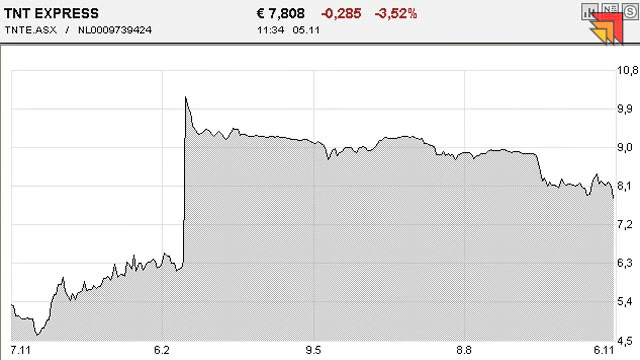 TNT EXPRESS € 7,808 -0,285 -3,52%
TNTE.ASX / NL0009739424 11:34 05.11
10,8
9,9
9,0
8,1
7,2
6,3
5,4
4,5
7.11 6.2 9.5 8.8 6.11